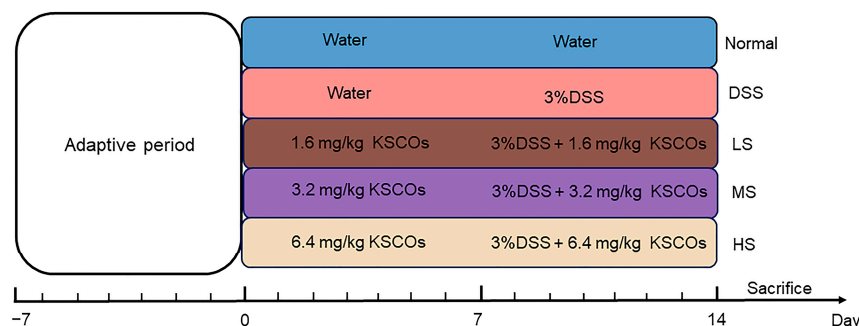 Water Water Normal
Water 3%DSS DSS
Adaptive period
1.6 mg/kg KSCOs 3%DSS + 1.6 mg/kg KSCOs LS
3.2 mg/kg KSCOs 3%DSS + 3.2 mg/kg KSCOs MS
6.4 mg/kg KSCOs 3%DSS + 6.4 mg/kg KSCOs HS
Sacrifice
−7 0 7 14 Day